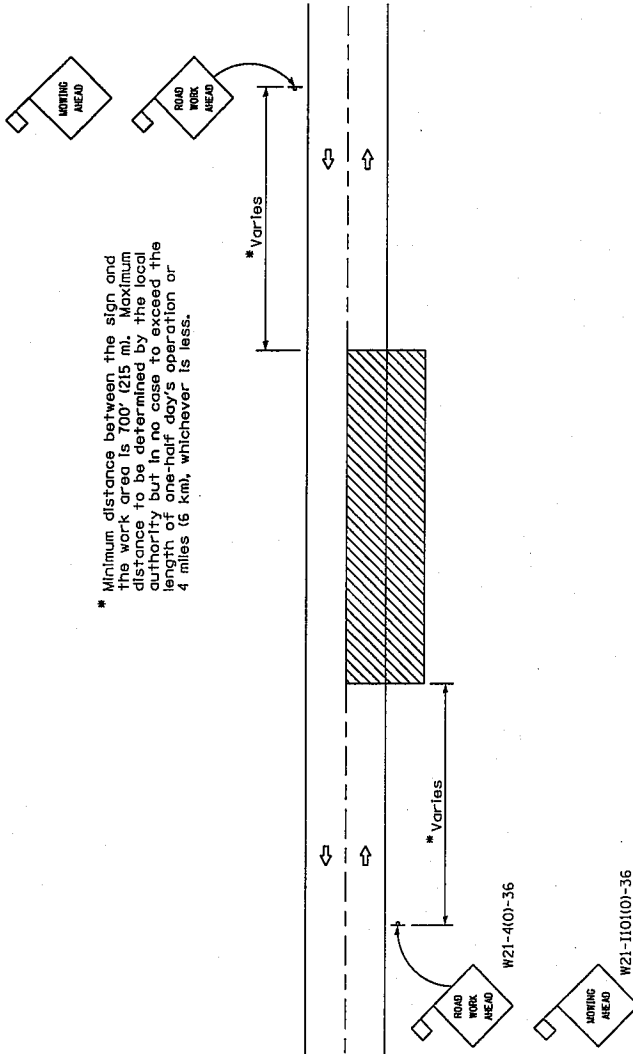 MOWING
AHEAD
ROAD
WORK
AHEAD
* Minimum distance between the sign and
the work area is 700' (215 m). Maximum
distance to be determined by the local
authority but in no case to exceed the
length of one-half day's operation or
4 miles (6 km), whichever is less.
* Varies
* Varies
ROAD
WORK
AHEAD
W21-4(O)-36
MOWING
AHEAD
W21-I101(O)-36